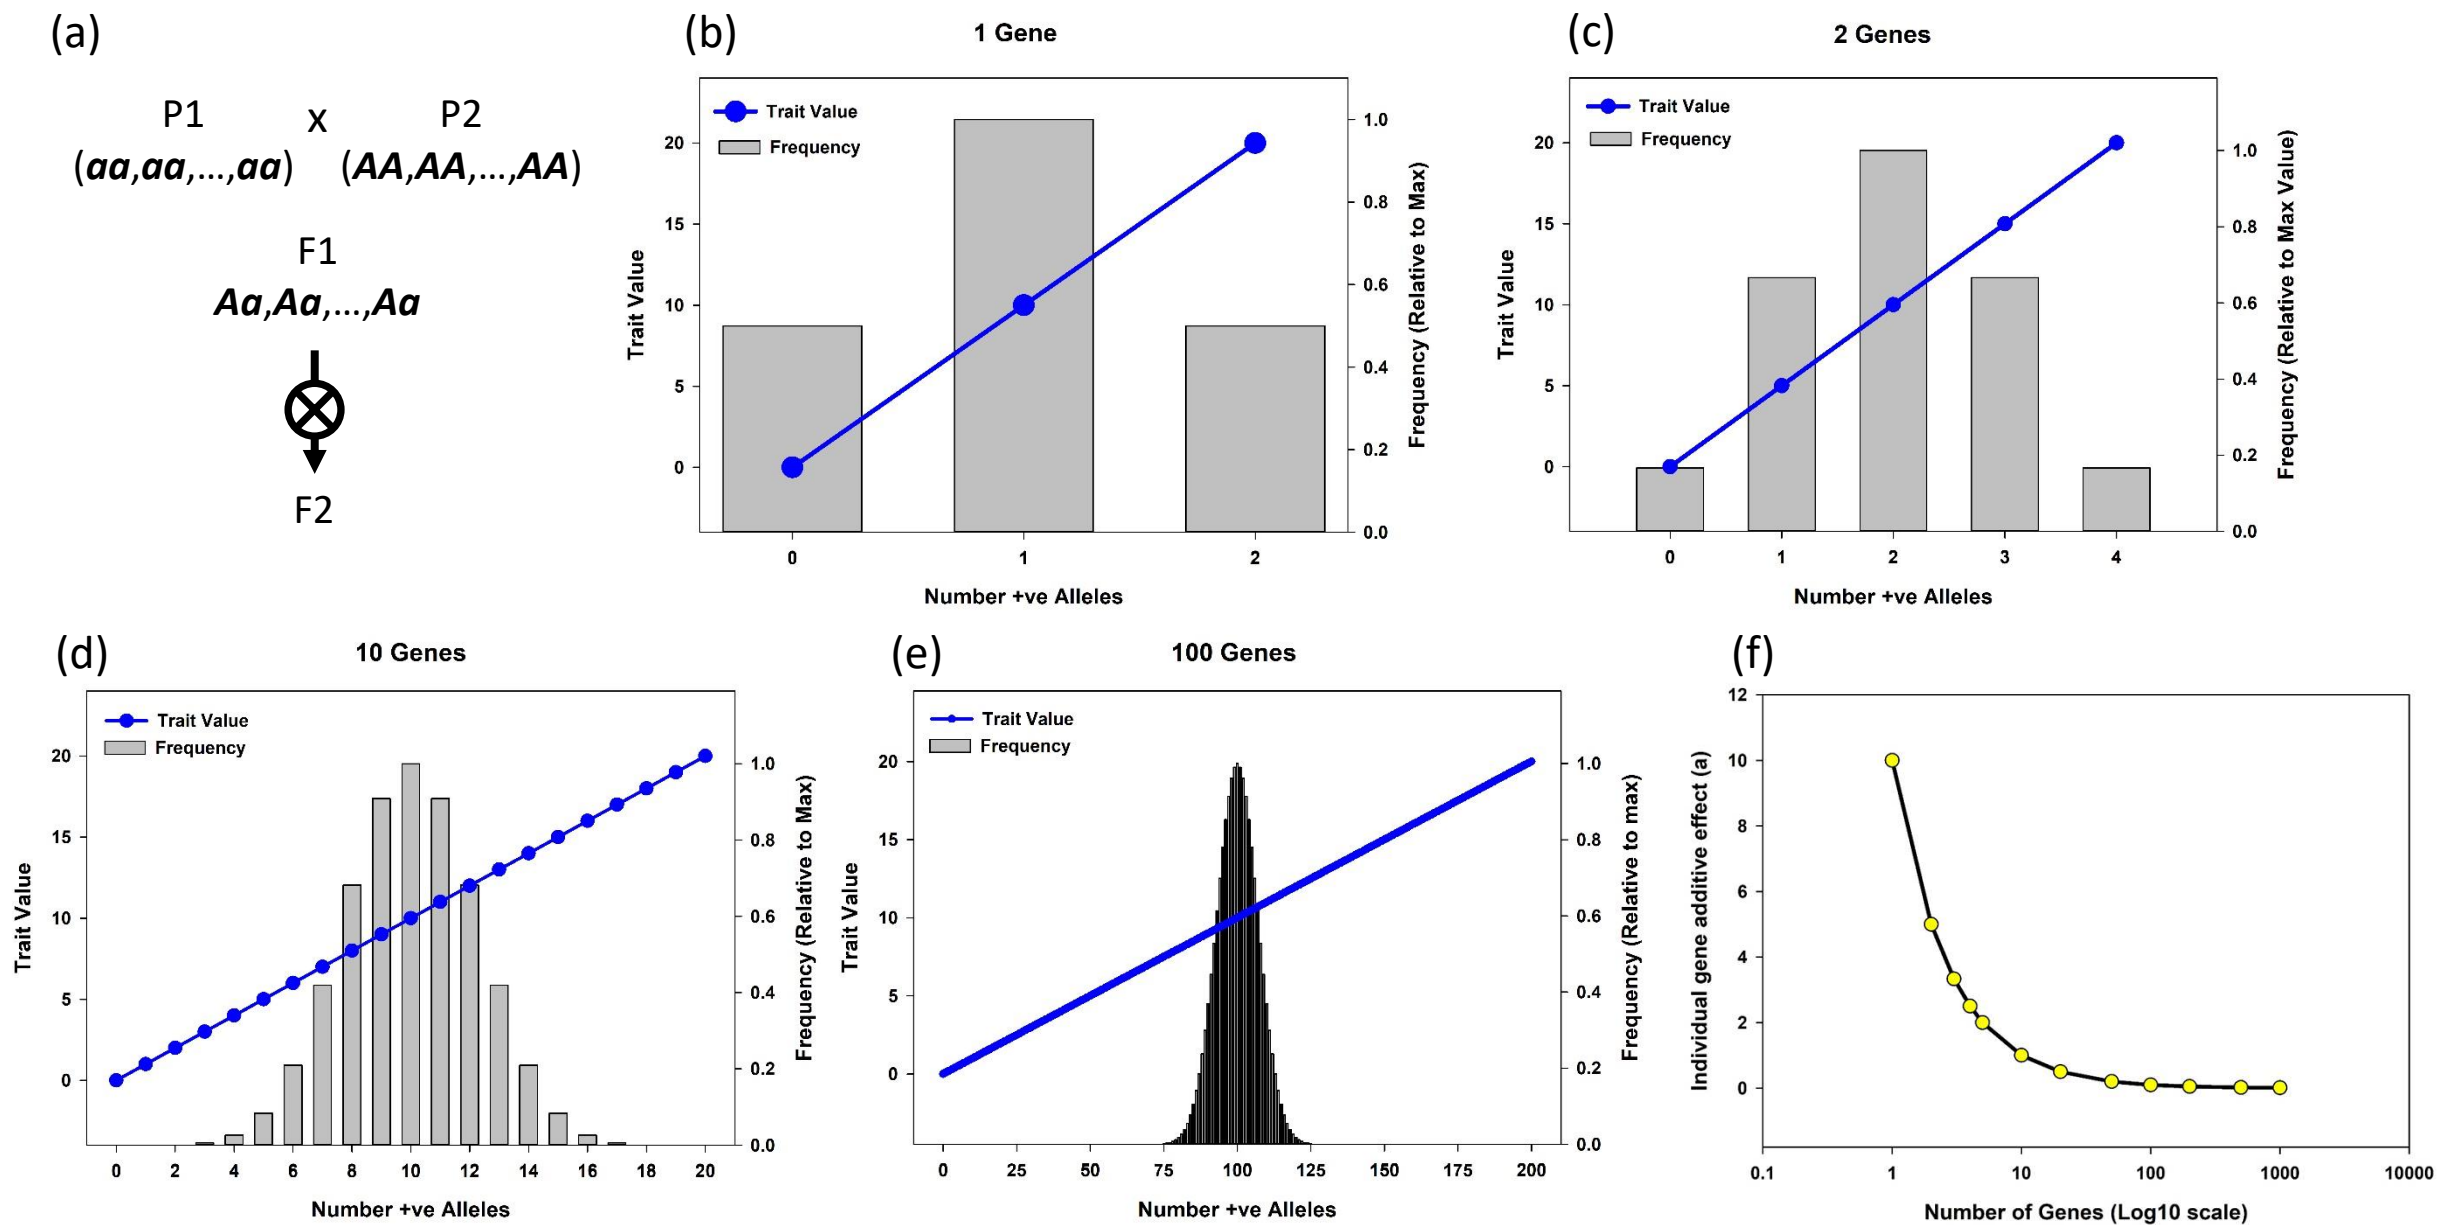 (a)
P1 x P2
(aa,aa,...,aa) (AA,AA,...,AA)
F1
Aa,Aa,...,Aa
F2
(b)
1 Gene
Trait Value
Frequency
20
15
10
5
0
Trait Value
1.0
0.8
0.6
0.4
0.2
0.0
Frequency (Relative to Max)
0 1 2
Number +ve Alleles
(c)
2 Genes
Trait Value
Frequency
20
15
10
5
0
Trait Value
1.0
0.8
0.6
0.4
0.2
0.0
Frequency (Relative to Max Value)
0 1 2 3 4
Number +ve Alleles
(d)
10 Genes
Trait Value
Frequency
20
15
10
5
0
Trait Value
1.0
0.8
0.6
0.4
0.2
0.0
Frequency (Relative to Max)
0 2 4 6 8 10 12 14 16 18 20
Number +ve Alleles
(e)
100 Genes
Trait Value
Frequency
20
15
10
5
0
Trait Value
1.0
0.8
0.6
0.4
0.2
0.0
Frequency (Relative to max)
0 25 50 75 100 125 150 175 200
Number +ve Alleles
(f)
12
10
8
6
4
2
0
Individual gene additive effect (a)
0.1 1 10 100 1000 10000
Number of Genes (Log10 scale)